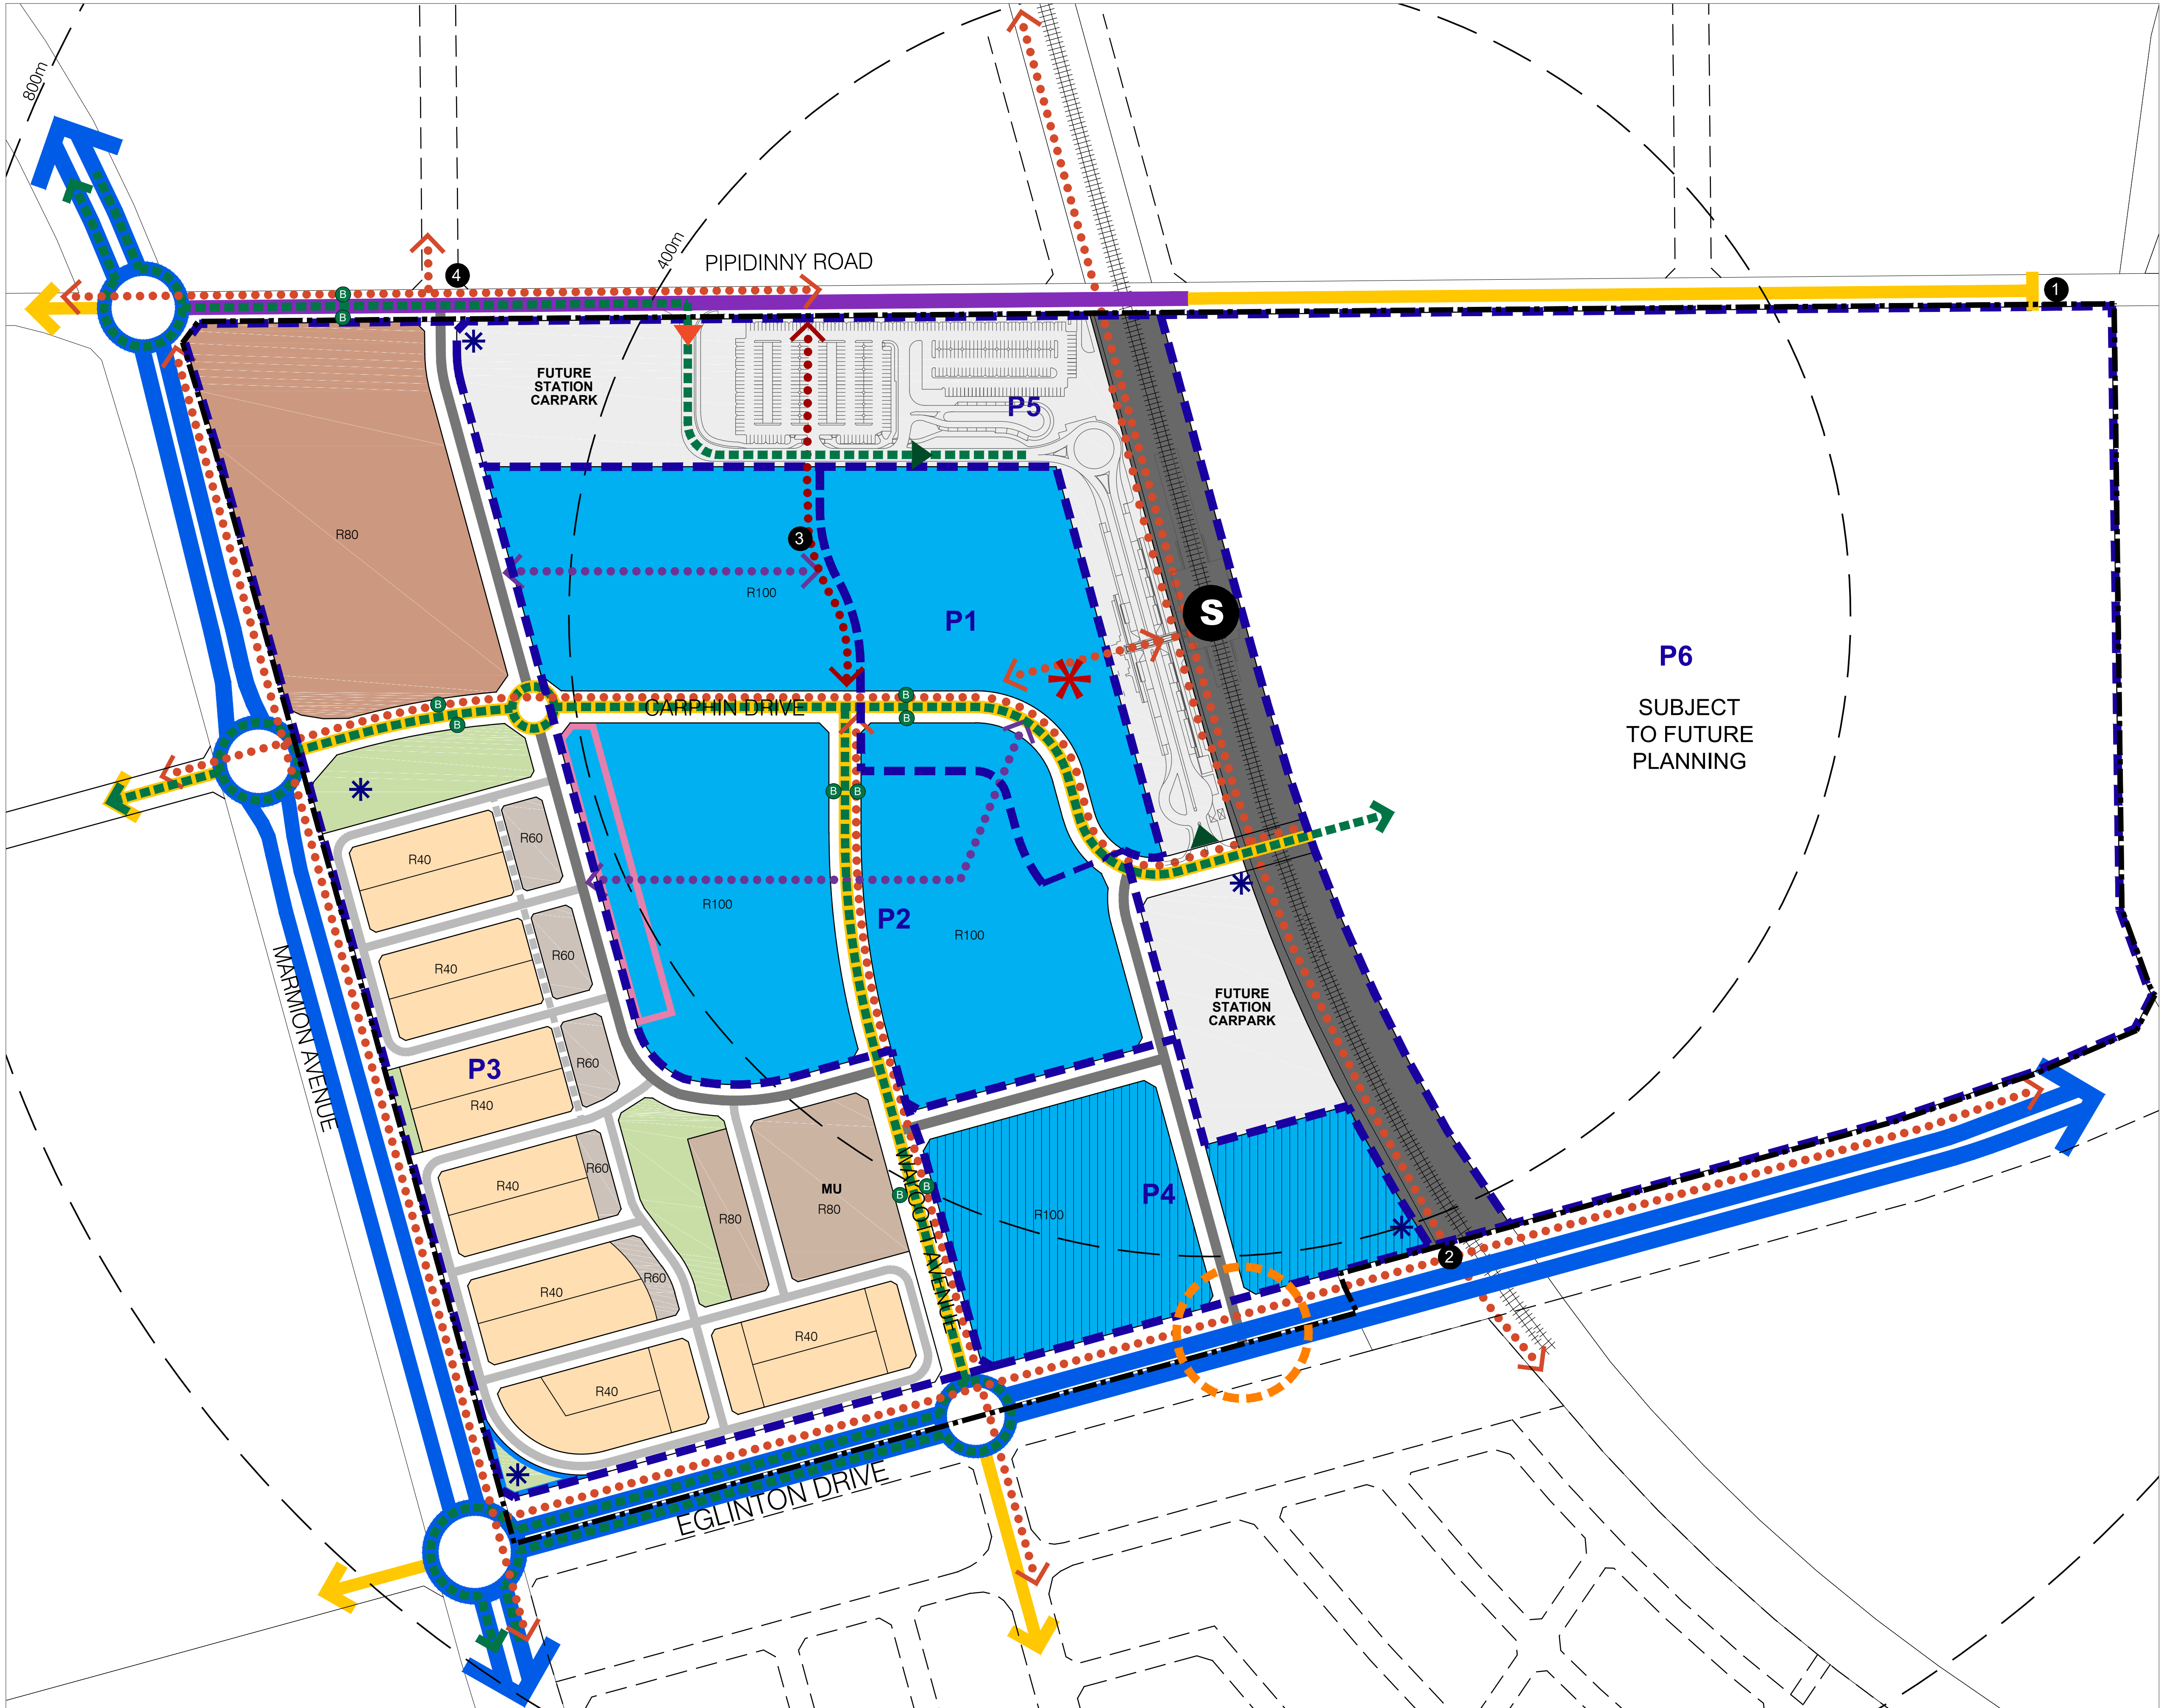 800m
400m
PIPIDINNY ROAD
1
4
B
B
FUTURE
STATION
CARPARK
P5
R80
3
R100
P1
S
P6
SUBJECT
TO FUTURE
PLANNING
B
B
CARPHIN DRIVE
B
B
B
B
R40
R60
R100
P2
R100
R40
R60
MARMION AVENUE
FUTURE
STATION
CARPARK
P3
R40
R60
R40
R60
R80
MU
R80
B
B
WALCOTT AVENUE
R100
P4
2
R40
R60
R40
R40
EGLINTON DRIVE